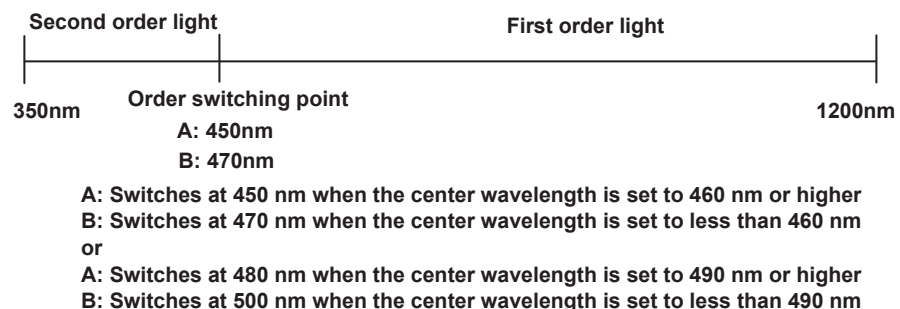 Second order light
First order light
350nm
Order switching point
1200nm
A: 450nm
B: 470nm
A: Switches at 450 nm when the center wavelength is set to 460 nm or higher
B: Switches at 470 nm when the center wavelength is set to less than 460 nm
or
A: Switches at 480 nm when the center wavelength is set to 490 nm or higher
B: Switches at 500 nm when the center wavelength is set to less than 490 nm